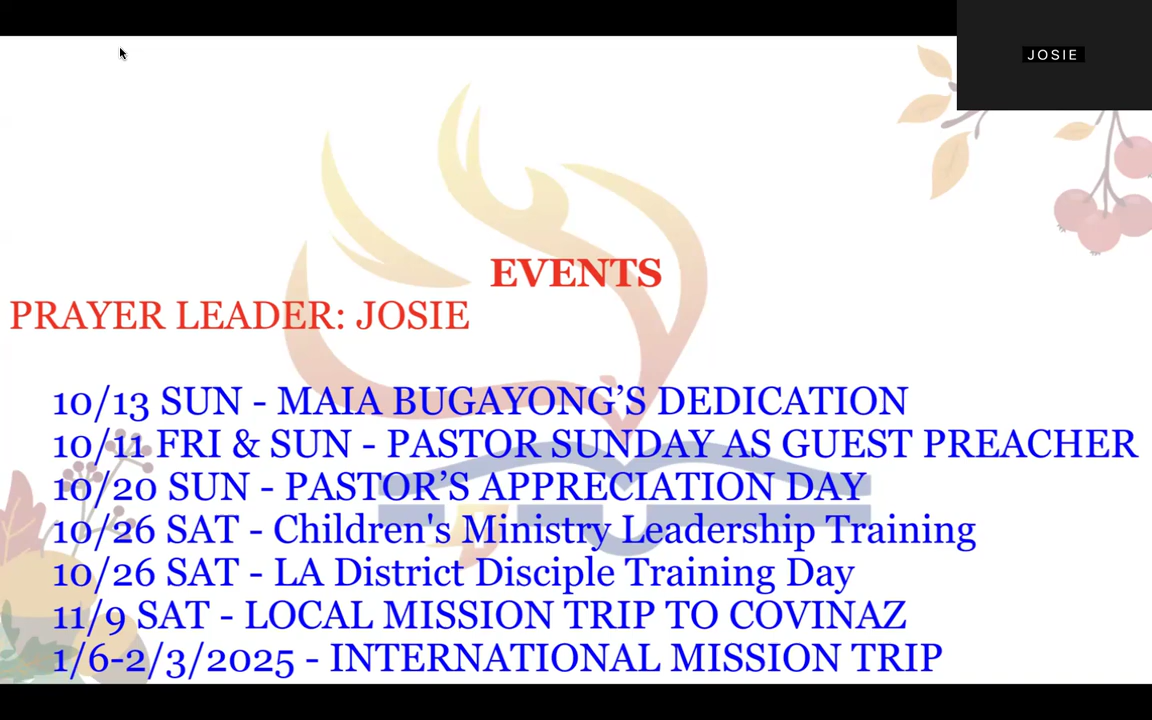 JOSIE
EVENTS
PRAYER LEADER: JOSIE
10/13 SUN - MAIA BUGAYONG’S DEDICATION
10/11 FRI & SUN - PASTOR SUNDAY AS GUEST PREACHER
10/20 SUN - PASTOR’S APPRECIATION DAY
10/26 SAT - Children's Ministry Leadership Training
10/26 SAT - LA District Disciple Training Day
11/9 SAT - LOCAL MISSION TRIP TO COVINAZ
1/6-2/3/2025 - INTERNATIONAL MISSION TRIP